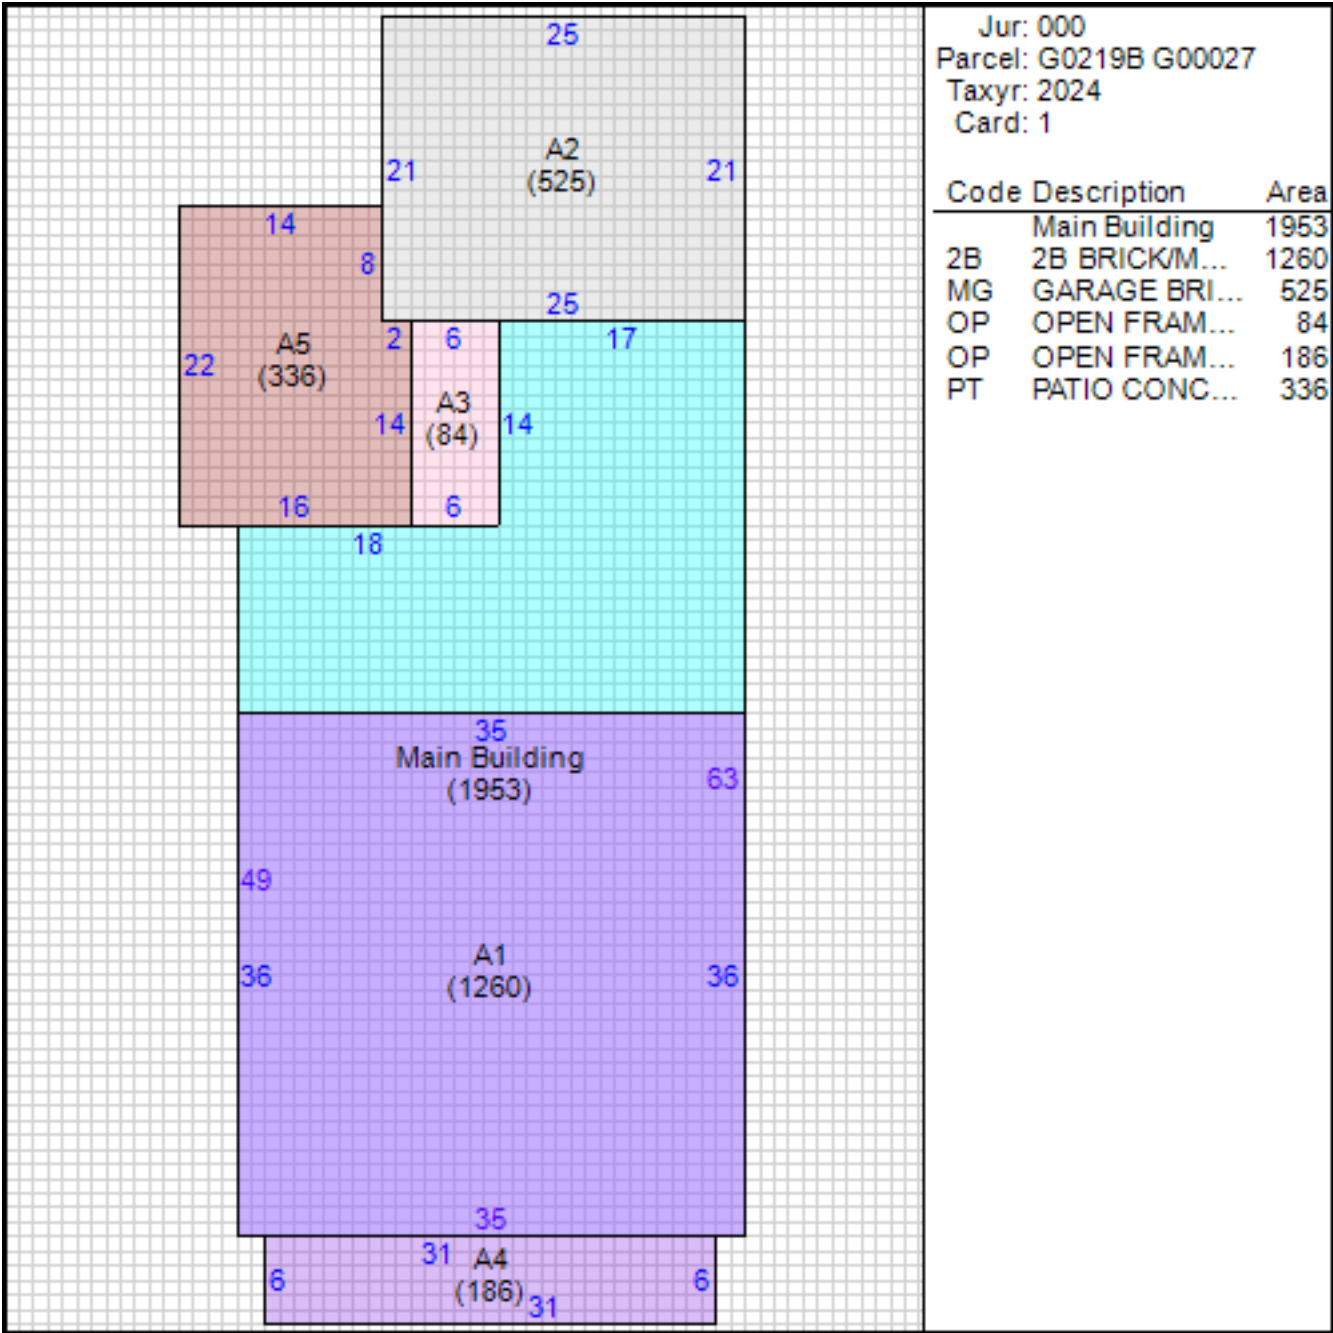 25
A2
(525)
21
21
14
8
25
2
6
17
A5
(336)
22
A3
(84)
14
14
16
6
18
35
Main Building
(1953)
63
49
A1
(1260)
36
36
35
31
A4
(186)
6
6
31
Jur: 000
Parcel: G0219B G00027
Taxyr: 2024
Card: 1
Code Description Area
Main Building 1953
2B 2B BRICK/M... 1260
MG GARAGE BRI... 525
OP OPEN FRAM... 84
OP OPEN FRAM... 186
PT PATIO CONC... 336